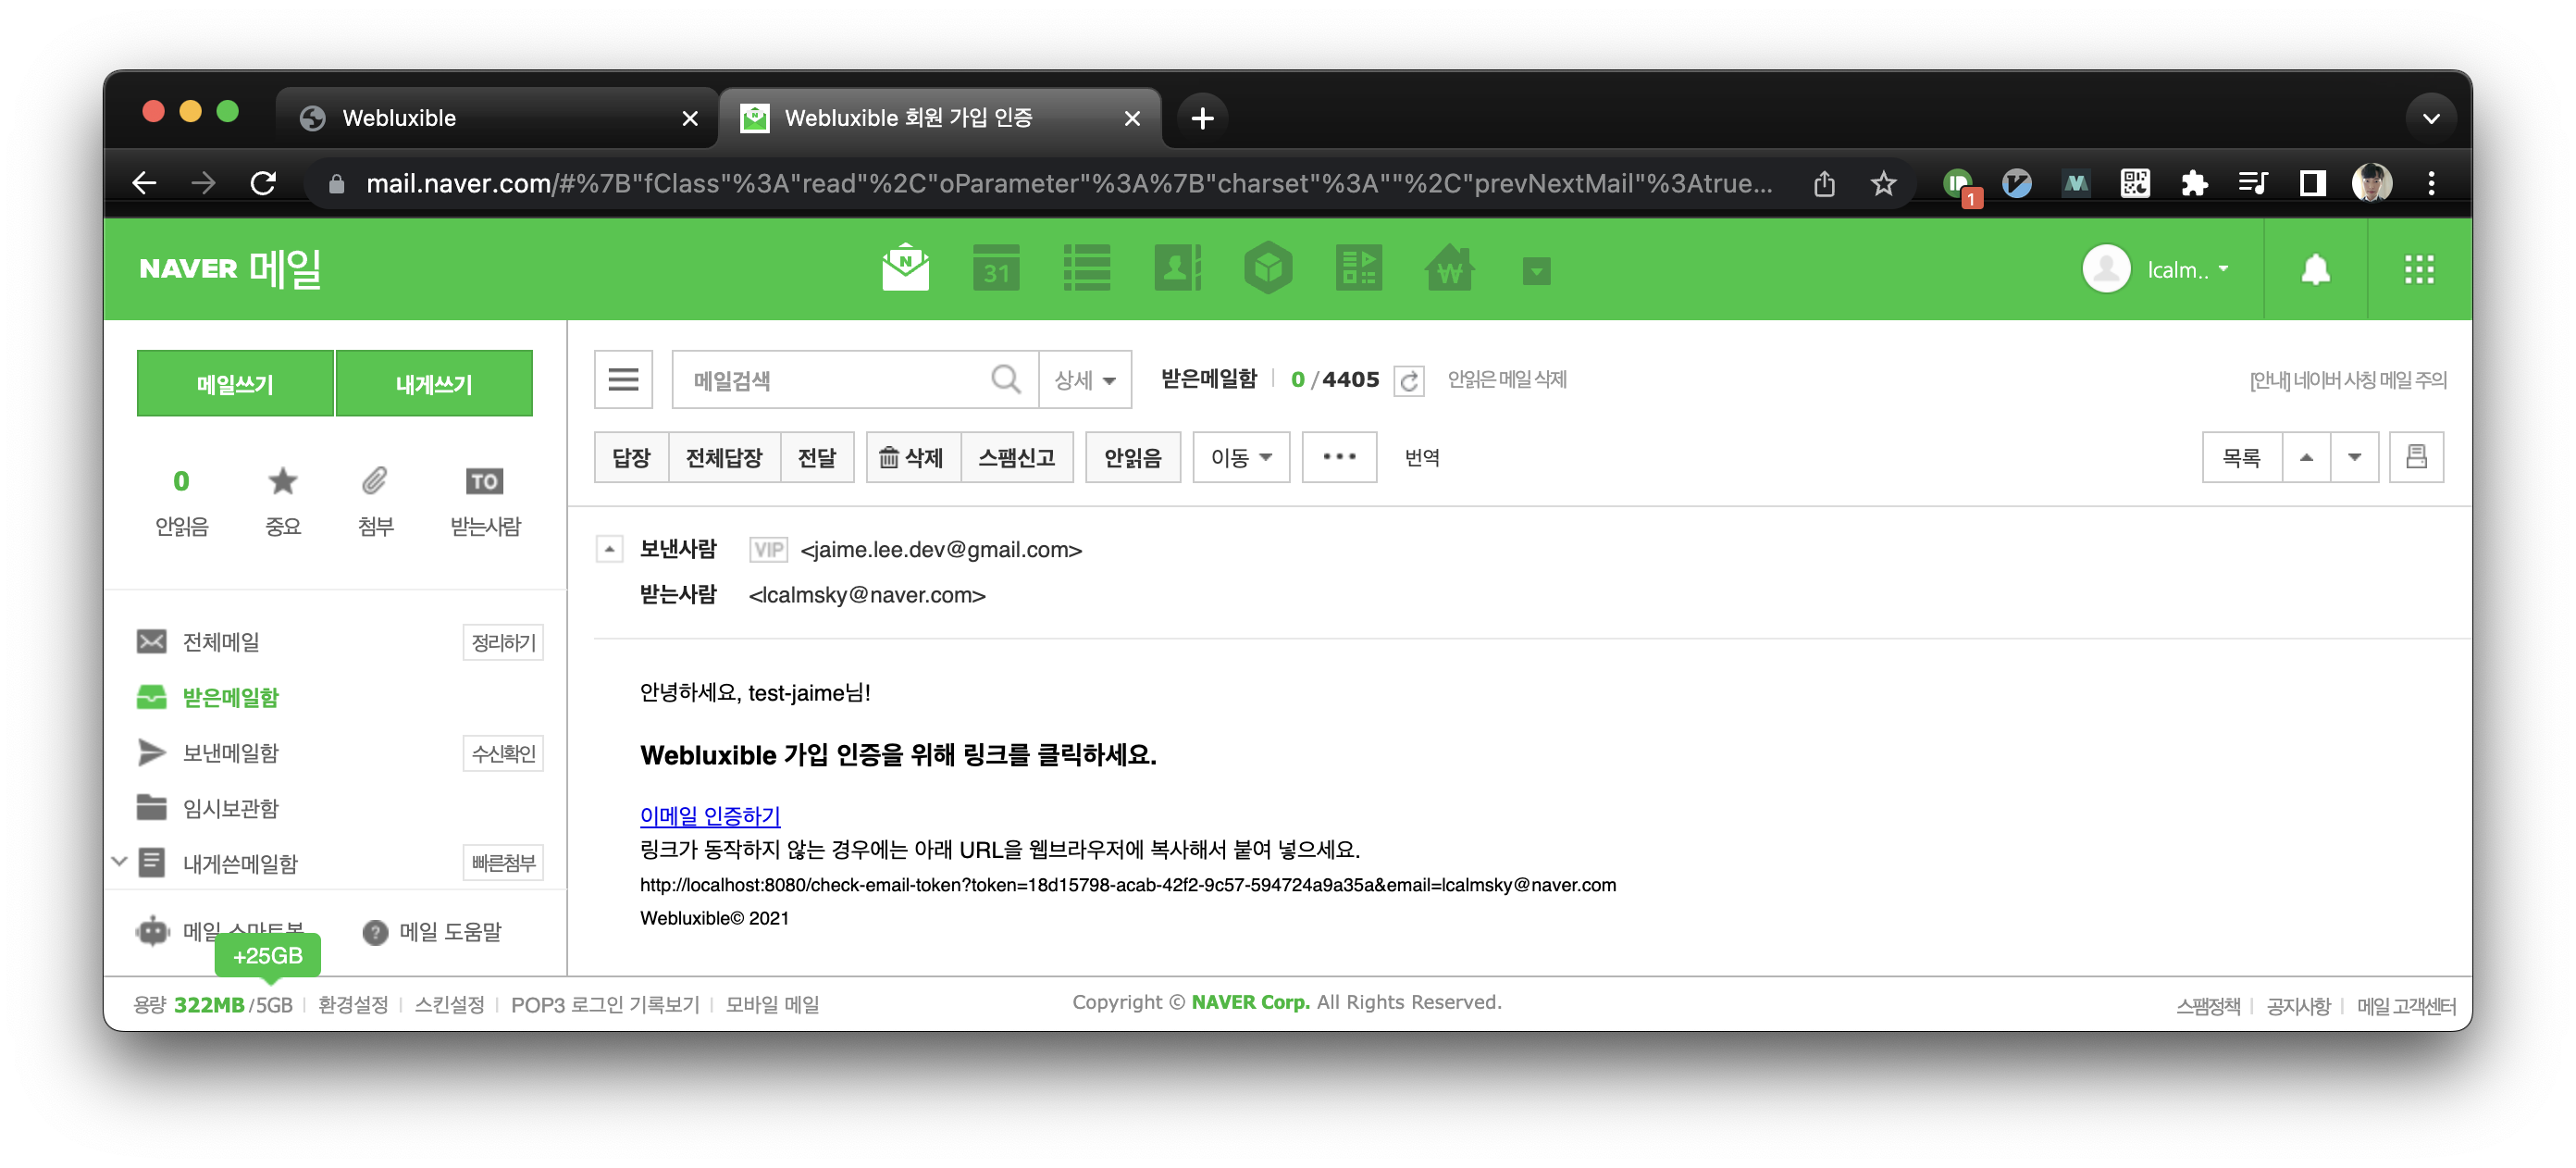 Webluxible
Webluxible 회원 가입 인증
mail.naver.com/#%7B"fClass"%3A"read"%2C"oParameter"%3A%7B"charset"%3A""%2C"prevNextMail"%3Atrue...
1
NAVER 메일
N
31
₩
lcalm..
메일쓰기 내게쓰기
메일검색 상세 받은메일함 0 / 4405 안읽은 메일 삭제 [안내] 네이버 사칭 메일 주의
답장 전체답장 전달 삭제 스팸신고 안읽음 이동 ••• 번역 목록
0 TO
안읽음 중요 첨부 받는사람
보낸사람 VIP <jaime.lee.dev@gmail.com>
받는사람 <lcalmsky@naver.com>
전체메일 정리하기
받은메일함
보낸메일함 수신확인
임시보관함
내게쓴메일함 빠른첨부
메일 스마트봇 ? 메일 도움말
+25GB
안녕하세요, test-jaime님!
Webluxible 가입 인증을 위해 링크를 클릭하세요.
이메일 인증하기
링크가 동작하지 않는 경우에는 아래 URL을 웹브라우저에 복사해서 붙여 넣으세요.
http://localhost:8080/check-email-token?token=18d15798-acab-42f2-9c57-594724a9a35a&email=lcalmsky@naver.com
Webluxible© 2021
용량 322MB/5GB 환경설정 스킨설정 POP3 로그인 기록보기 모바일 메일 Copyright © NAVER Corp. All Rights Reserved. 스팸정책 공지사항 메일 고객센터